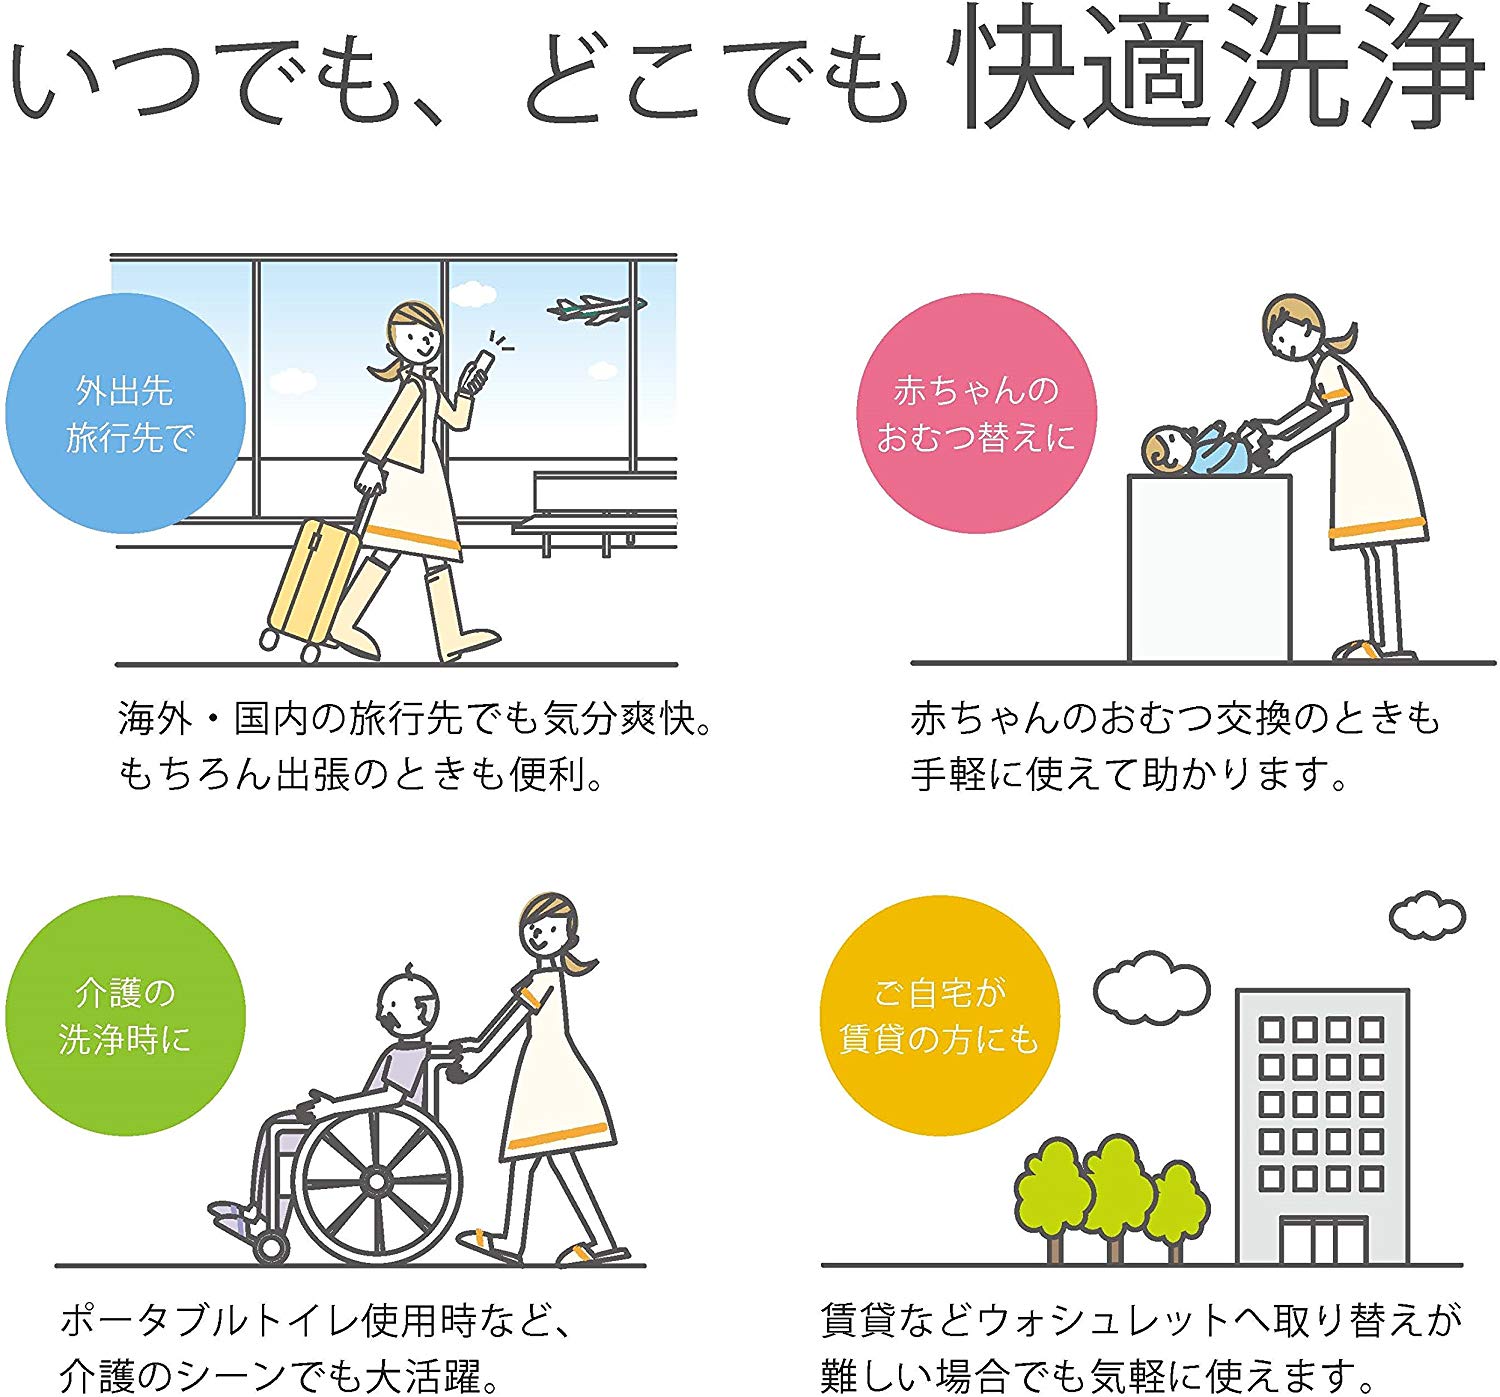 いつでも、どこでも 快適洗浄
外出先
旅行先で
海外・国内の旅行先でも気分爽快。
もちろん出張のときも便利。
赤ちゃんの
おむつ替えに
赤ちゃんのおむつ交換のときも
手軽に使えて助かります。
介護の
洗浄時に
ポータブルトイレ使用時など、
介護のシーンでも大活躍。
ご自宅が
賃貸の方にも
賃貸などウォシュレットへ取り替えが
難しい場合でも気軽に使えます。